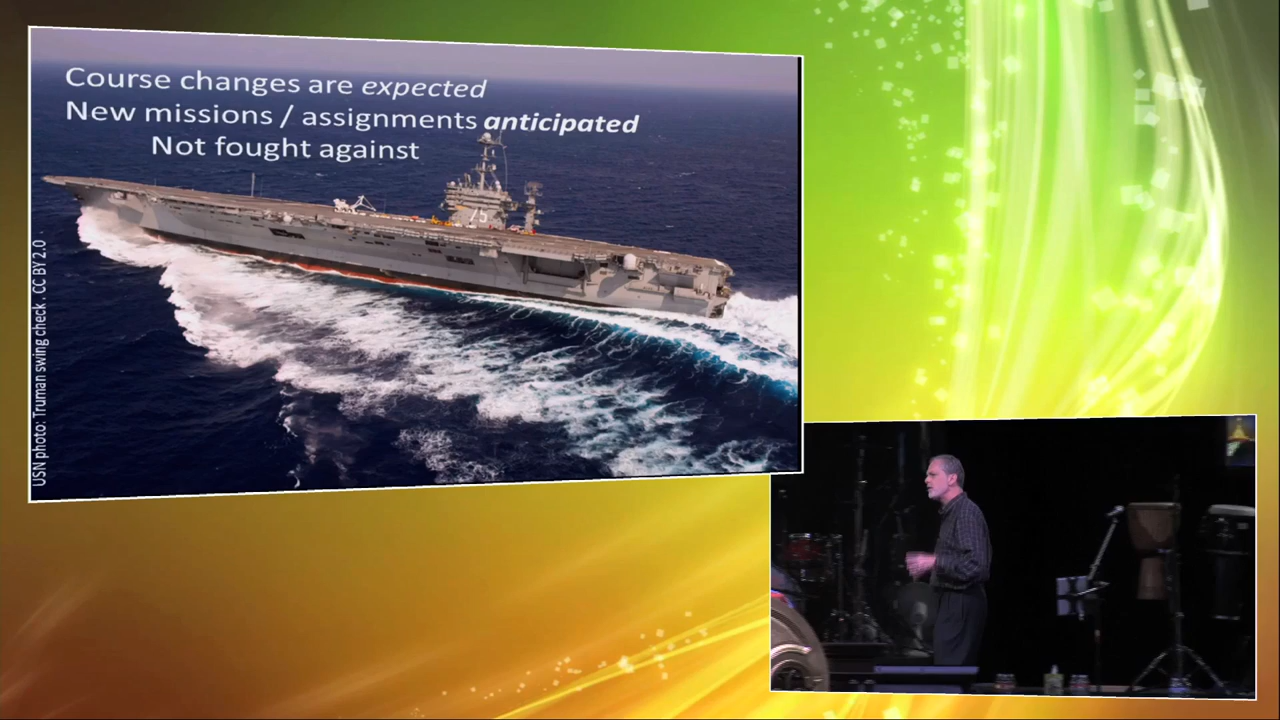 Course changes are expected
New missions / assignments anticipated
Not fought against
75
USN photo: Truman swing check. CC BY 2.0